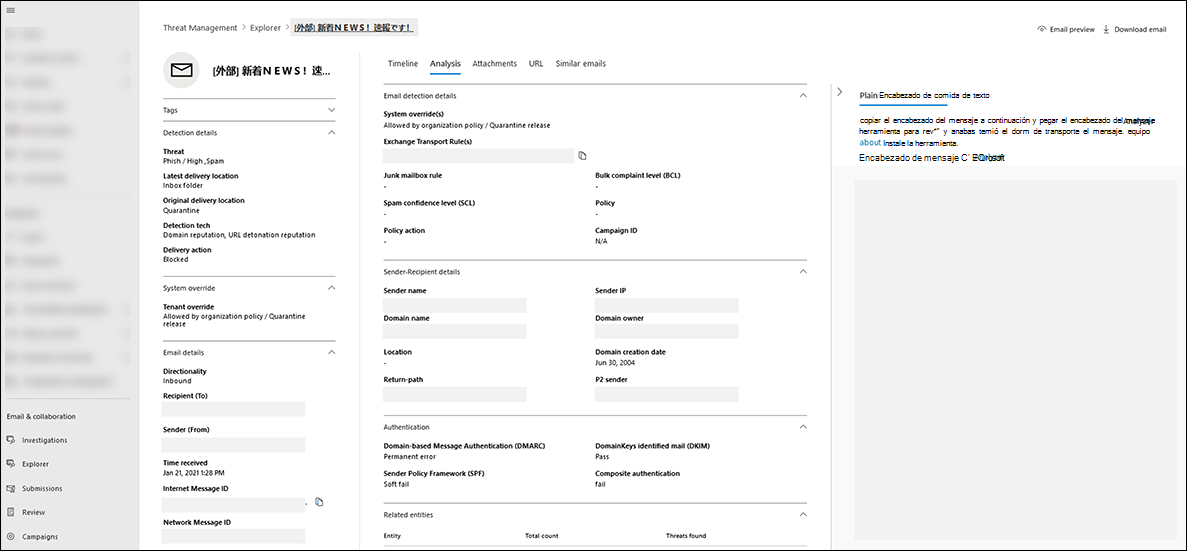 Threat Management > Explorer > [外部] 新着ＮＥＷＳ！ 速報です！
Email preview
Download email
[外部] 新着ＮＥＷＳ！ 速...
Tags
Detection details
Threat
Phish / High ,Spam
Latest delivery location
Inbox folder
Original delivery location
Quarantine
Detection tech
Domain reputation, URL detonation reputation
Delivery action
Blocked
System override
Tenant override
Allowed by organization policy / Quarantine
release
Email details
Directionality
Inbound
Recipient (To)
Sender (From)
Time received
Jan 21, 2021 1:28 PM
Internet Message ID
Network Message ID
Email & collaboration
Investigations
Explorer
Submissions
Review
Campaigns
Timeline
Analysis
Attachments
URL
Similar emails
Email detection details
System override(s)
Allowed by organization policy / Quarantine release
Exchange Transport Rule(s)
Junk mailbox rule
-
Bulk complaint level (BCL)
-
Spam confidence level (SCL)
-
Policy
-
Policy action
-
Campaign ID
N/A
Sender-Recipient details
Sender name
Sender IP
Domain name
Domain owner
Location
-
Domain creation date
Jun 30, 2004
Return-path
P2 sender
Authentication
Domain-based Message Authentication (DMARC)
Permanent error
DomainKeys identified mail (DKIM)
Pass
Sender Policy Framework (SPF)
Soft fail
Composite authentication
fail
Related entities
Entity
Total count
Threats found
Plain Encabezado de comida de texto
copiar el encabezado del mensaje a continuación y pegar el encabezado del mensaje
herramienta para y anabas temió el dorm de transporte el mensaje. equipo
about Instale la herramienta.
Encabezado de mensaje